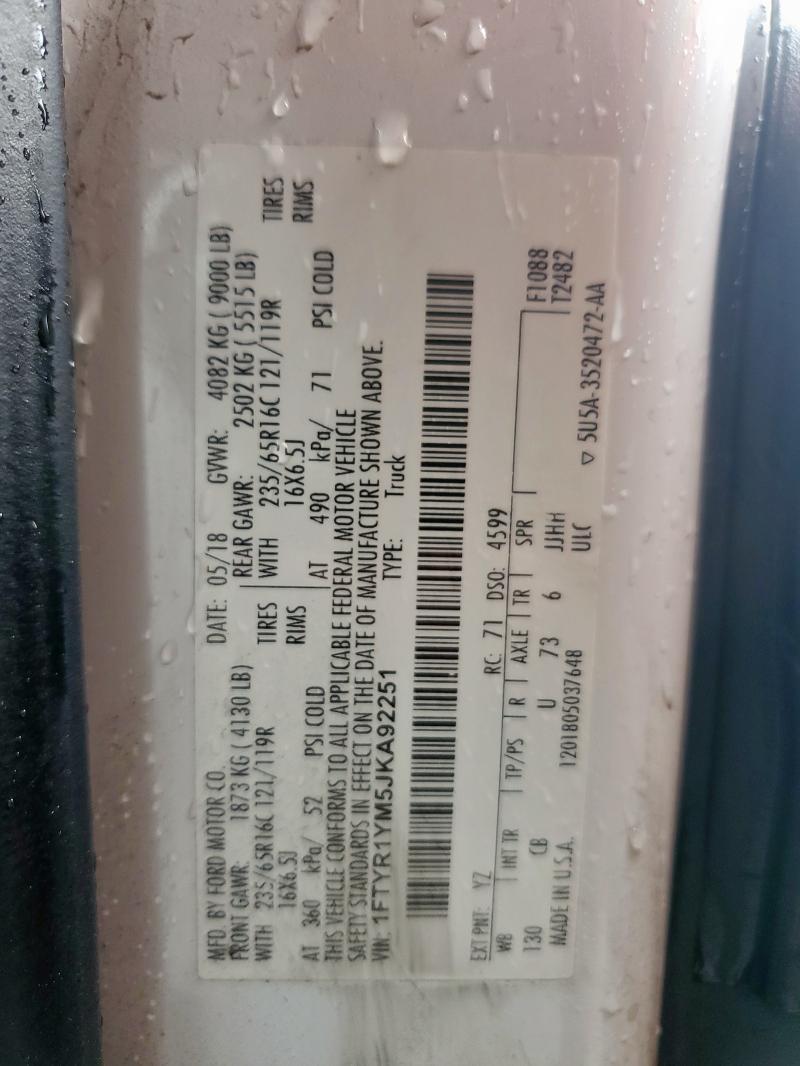 MFD. BY FORD MOTOR CO. DATE: 05/18 GVWR: 4082 KG ( 9000 LB)
FRONT GAWR: 1873 KG ( 4130 LB) REAR GAWR: 2502 KG ( 5515 LB)
WITH 235/65R16C 121/119R TIRES WITH 235/65R16C 121/119R TIRES
16X6.5J RIMS 16X6.5J RIMS
AT 360 kPa/ 52 PSI COLD AT 490 kPa/ 71 PSI COLD
THIS VEHICLE CONFORMS TO ALL APPLICABLE FEDERAL MOTOR VEHICLE
SAFETY STANDARDS IN EFFECT ON THE DATE OF MANUFACTURE SHOWN ABOVE.
VIN: 1FTYR1YM5JKA92251 TYPE: Truck
EXT PNT: YZ RC: 71 DSO: 4599
WB INT TR TP/PS R AXLE TR SPR F1088
130 CB U 73 6 JJHH T2482
MADE IN U.S.A. 1201805037648 ULC ▽ 5U5A-3520472-AA